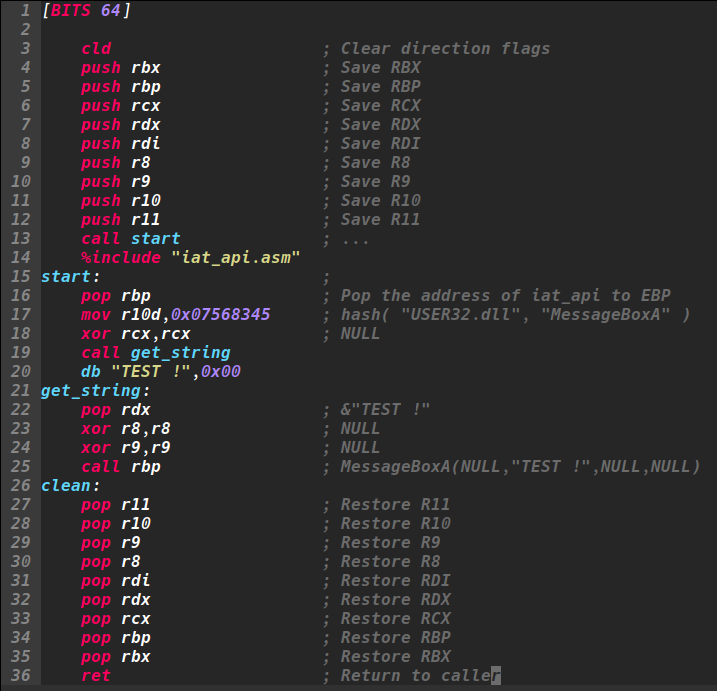 1 [BITS 64]
2
3 cld ; Clear direction flags
4 push rbx ; Save RBX
5 push rbp ; Save RBP
6 push rcx ; Save RCX
7 push rdx ; Save RDX
8 push rdi ; Save RDI
9 push r8 ; Save R8
10 push r9 ; Save R9
11 push r10 ; Save R10
12 push r11 ; Save R11
13 call start ; ...
14 %include "iat_api.asm"
15 start: ;
16 pop rbp ; Pop the address of iat_api to EBP
17 mov r10d,0x07568345 ; hash( "USER32.dll", "MessageBoxA" )
18 xor rcx,rcx ; NULL
19 call get_string
20 db "TEST !",0x00
21 get_string:
22 pop rdx ; &"TEST !"
23 xor r8,r8 ; NULL
24 xor r9,r9 ; NULL
25 call rbp ; MessageBoxA(NULL,"TEST !",NULL,NULL)
26 clean:
27 pop r11 ; Restore R11
28 pop r10 ; Restore R10
29 pop r9 ; Restore R9
30 pop r8 ; Restore R8
31 pop rdi ; Restore RDI
32 pop rdx ; Restore RDX
33 pop rcx ; Restore RCX
34 pop rbp ; Restore RBP
35 pop rbx ; Restore RBX
36 ret ; Return to caller